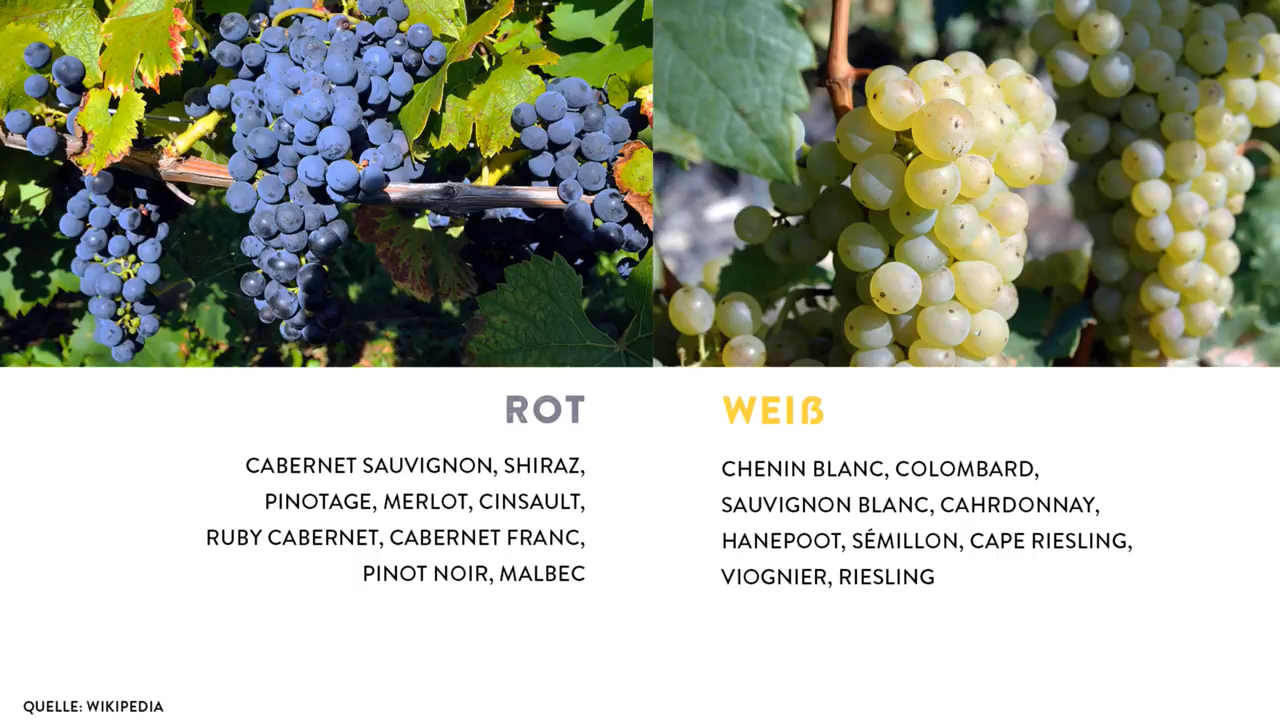 ROT
CABERNET SAUVIGNON, SHIRAZ,
PINOTAGE, MERLOT, CINSAULT,
RUBY CABERNET, CABERNET FRANC,
PINOT NOIR, MALBEC
WEIß
CHENIN BLANC, COLOMBARD,
SAUVIGNON BLANC, CAHRDONNAY,
HANEPOOT, SÉMILLON, CAPE RIESLING,
VIOGNIER, RIESLING
QUELLE: WIKIPEDIA